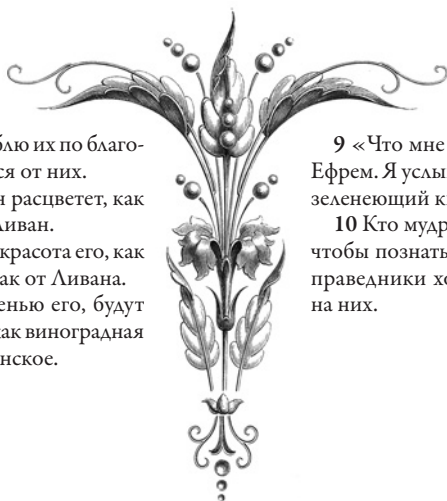 блю их по благо-
ся от них.
расцветет, как
Ливан.
красота его, как
ак от Ливана.
енью его, будут
как виноградная
нское.
9 «Что мне
Ефрем. Я услы
зеленеющий к
10 Кто мудр
чтобы познать
праведники хо
на них.